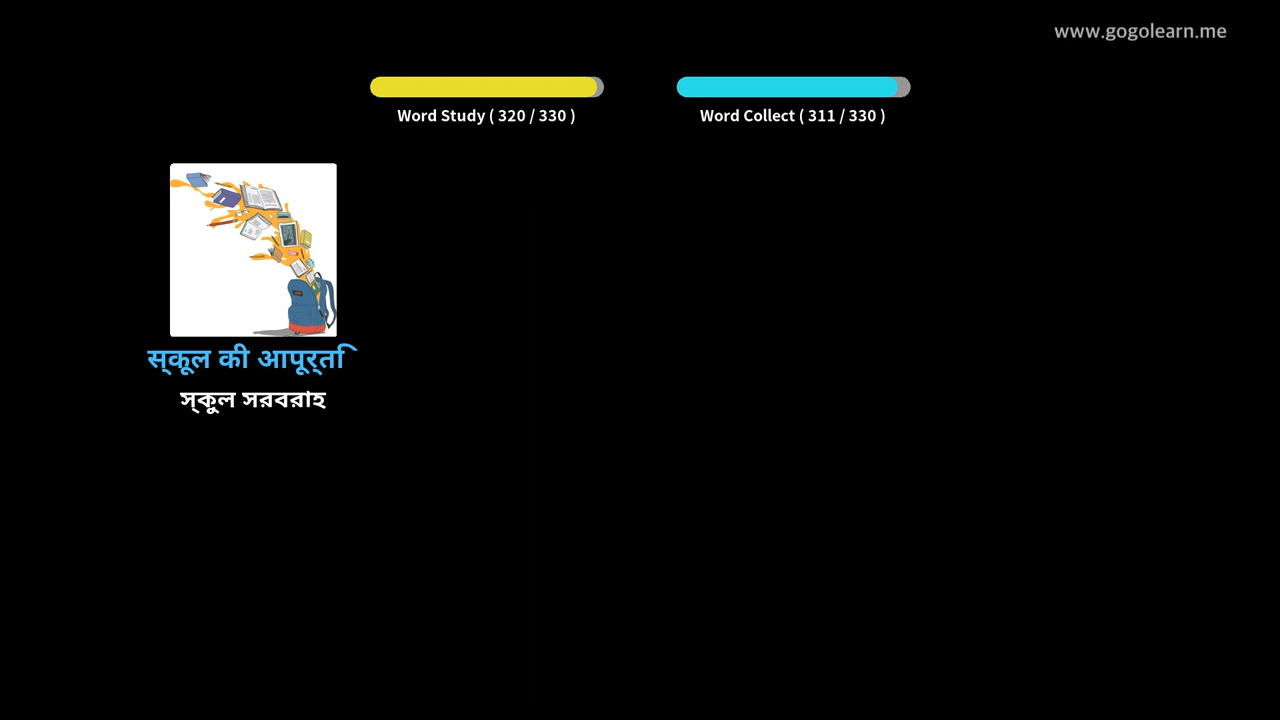 www.gogolearn.me
Word Study ( 320 / 330 )
Word Collect ( 311 / 330 )
स्कूल की आपूर्ति
স্কুল সরবরাহ